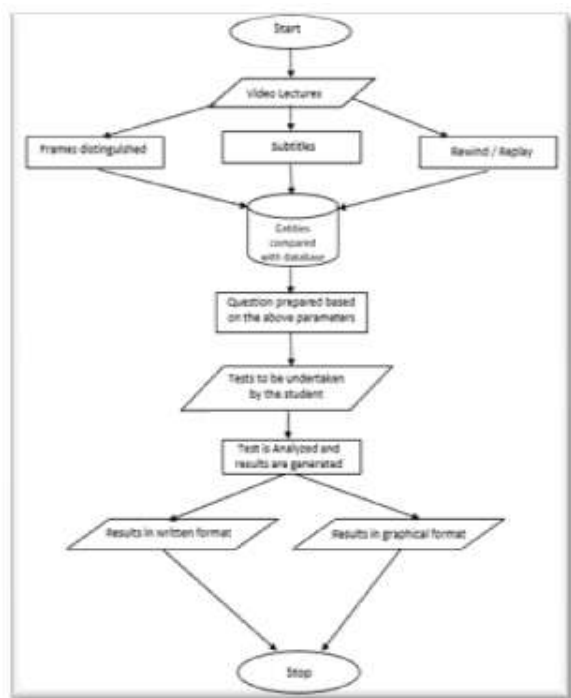 Start
Video Lectures
Frames distinguished
Subtitles
Rewind / Replay
Entities
compared
with database
Question prepared based
on the above parameters
Tests to be undertaken
by the student
Test is Analyzed and
results are generated
Results in written format
Results in graphical format
Stop